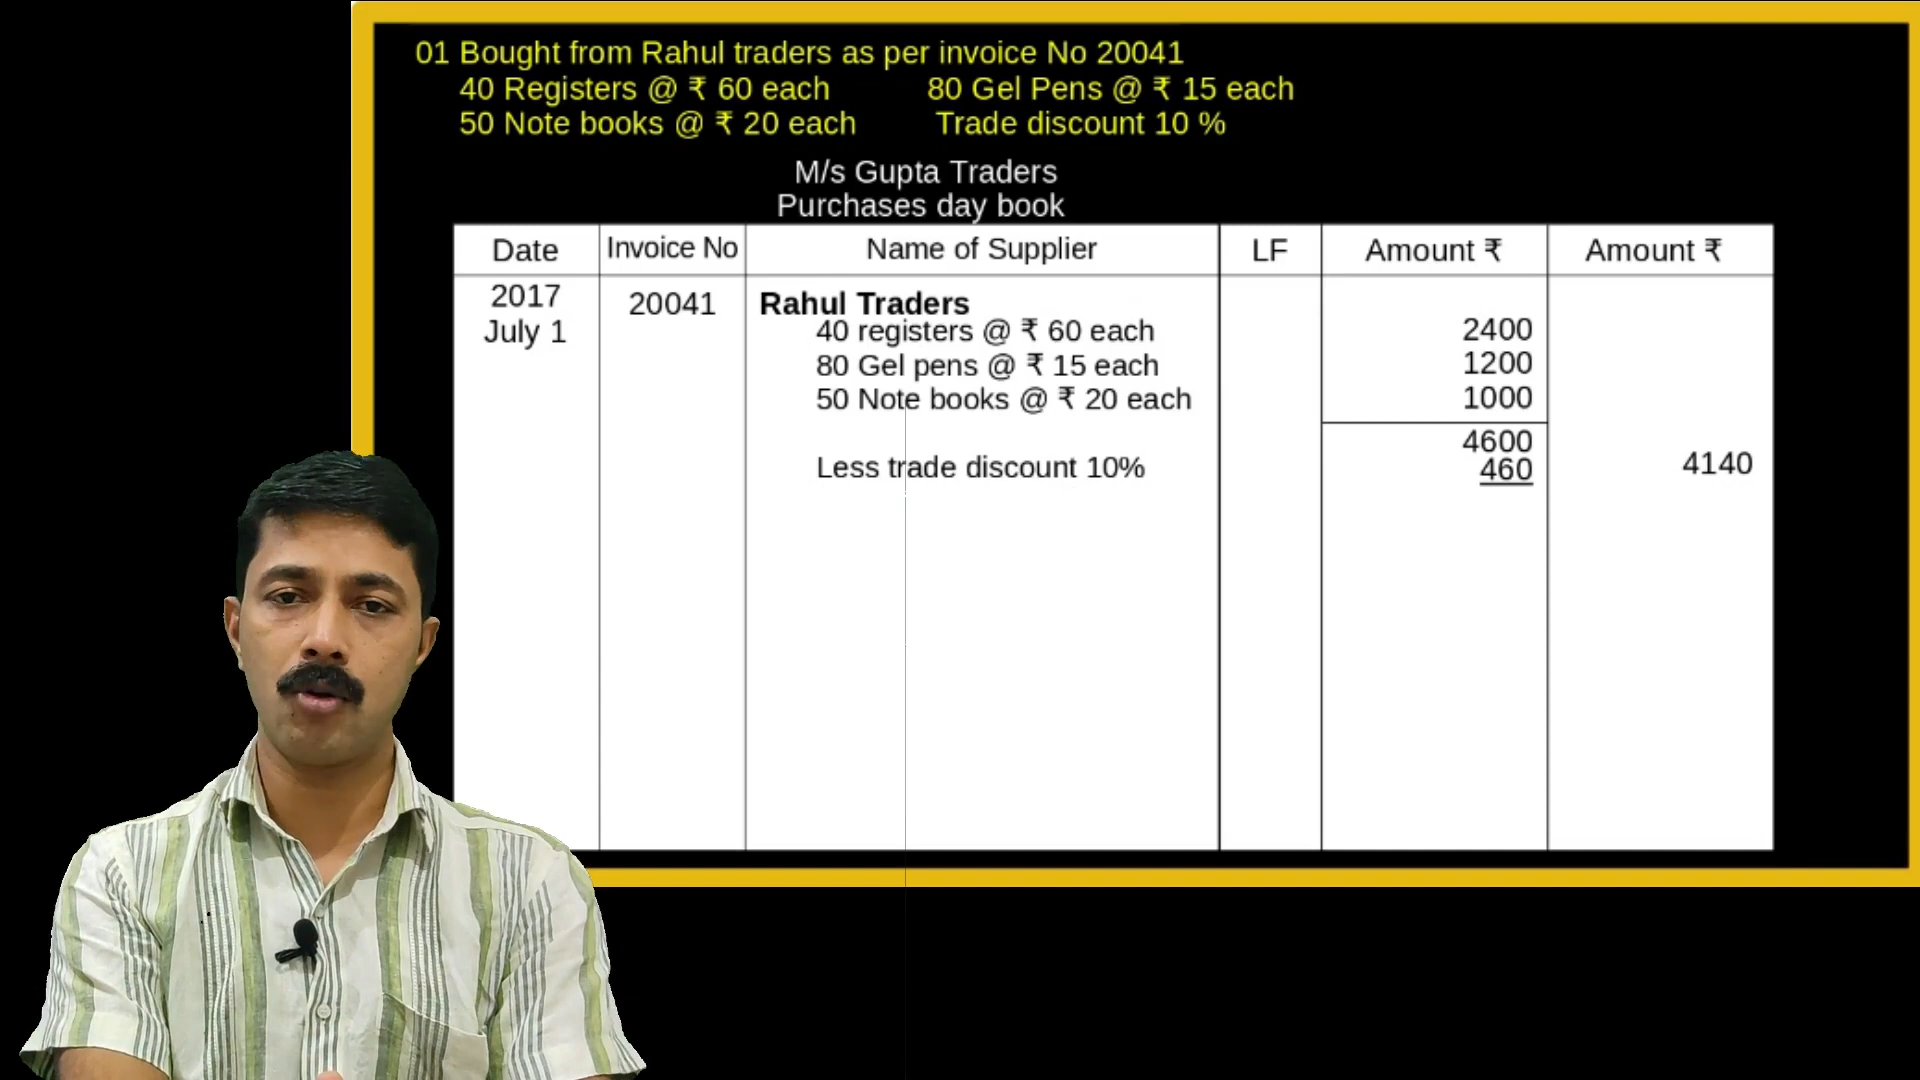 01 Bought from Rahul traders as per invoice No 20041
40 Registers @ ₹ 60 each 80 Gel Pens @ ₹ 15 each
50 Note books @ ₹ 20 each Trade discount 10 %
M/s Gupta Traders
Purchases day book
Date Invoice No Name of Supplier LF Amount ₹ Amount ₹
2017 20041 Rahul Traders
July 1 40 registers @ ₹ 60 each 2400
80 Gel pens @ ₹ 15 each 1200
50 Note books @ ₹ 20 each 1000
4600
Less trade discount 10% 460 4140